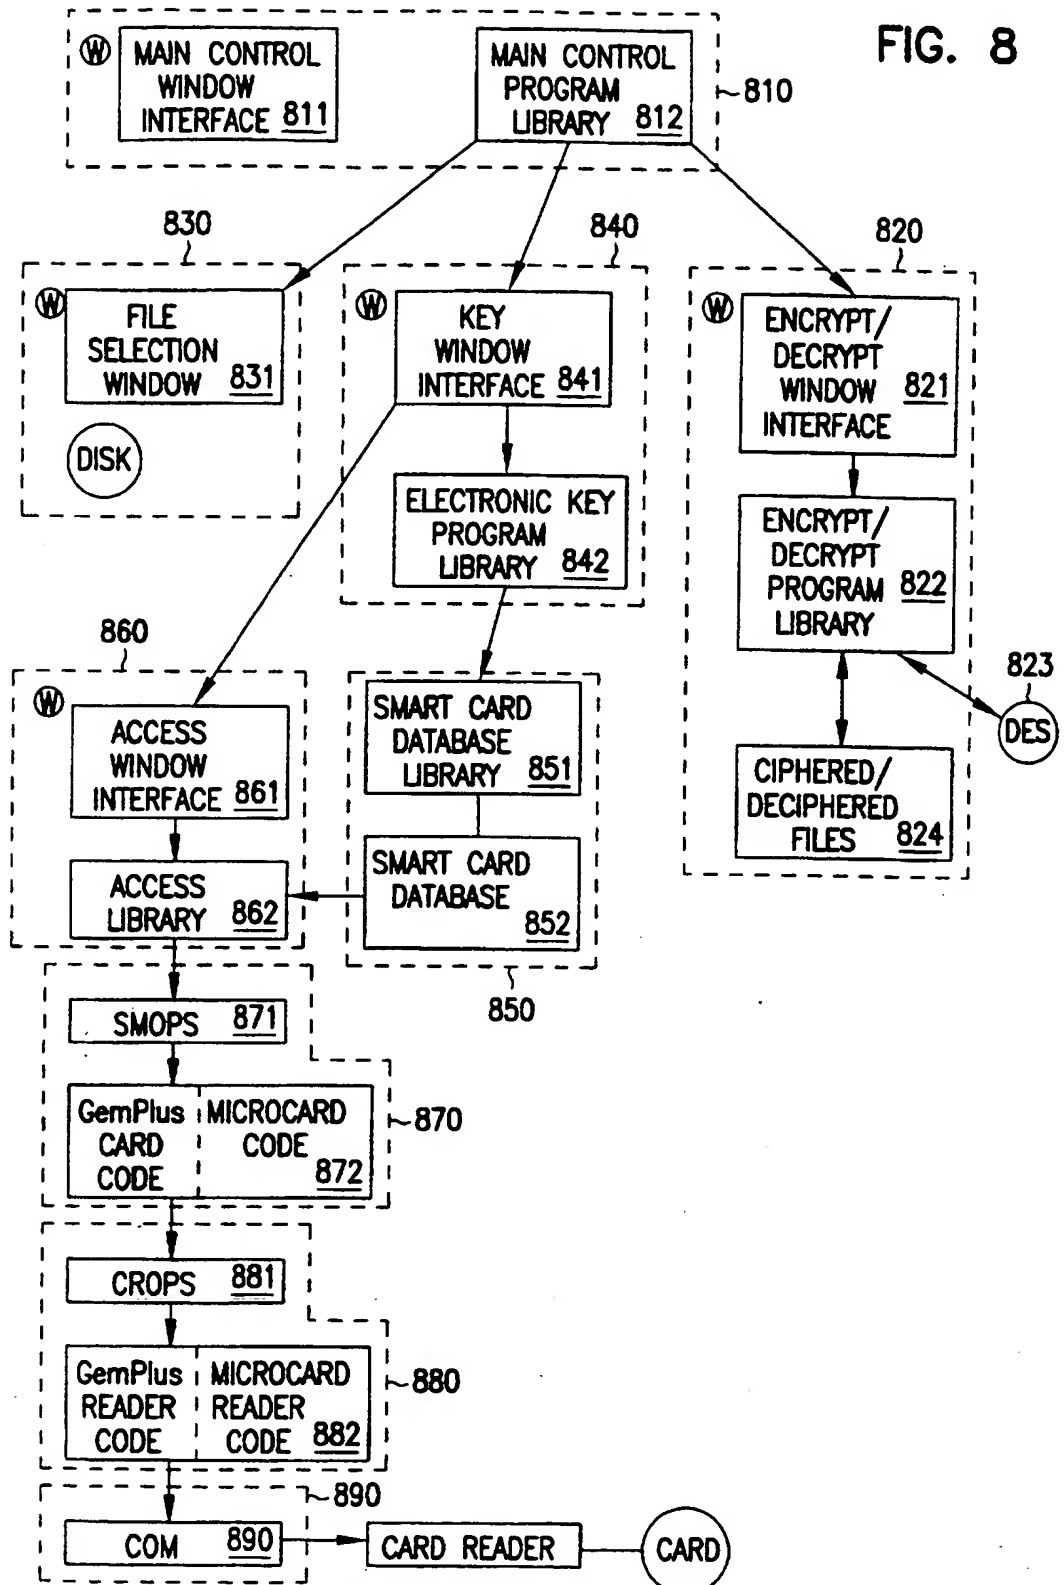 FIG. 8
W
MAIN CONTROL
WINDOW
INTERFACE 811
MAIN CONTROL
PROGRAM
LIBRARY 812
810
830
840
820
W
FILE
SELECTION
WINDOW 831
DISK
W
KEY
WINDOW
INTERFACE 841
ELECTRONIC KEY
PROGRAM
LIBRARY 842
W
ENCRYPT/
DECRYPT
WINDOW
INTERFACE 821
ENCRYPT/
DECRYPT
PROGRAM
LIBRARY 822
823
DES
CIPHERED/
DECIPHERED
FILES 824
860
W
ACCESS
WINDOW
INTERFACE 861
ACCESS
LIBRARY 862
SMART CARD
DATABASE
LIBRARY 851
SMART CARD
DATABASE
852
850
SMOPS 871
GemPlus
CARD
CODE
MICROCARD
CODE
872
870
CROPS 881
GemPlus
READER
CODE
MICROCARD
READER
CODE 882
880
890
COM 890
CARD READER
CARD